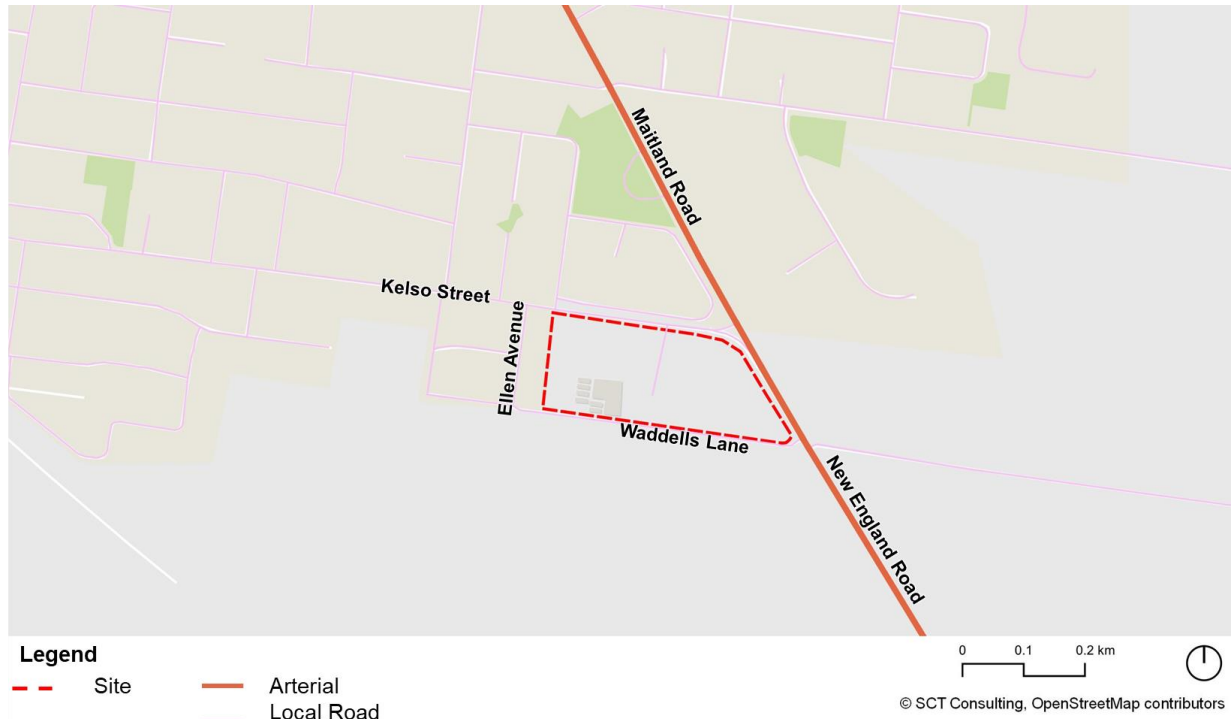 Maitland Road
Kelso Street
Ellen Avenue
Waddells Lane
New England Road
Legend
Site
Arterial
Local Road
0 0.1 0.2 km
© SCT Consulting, OpenStreetMap contributors